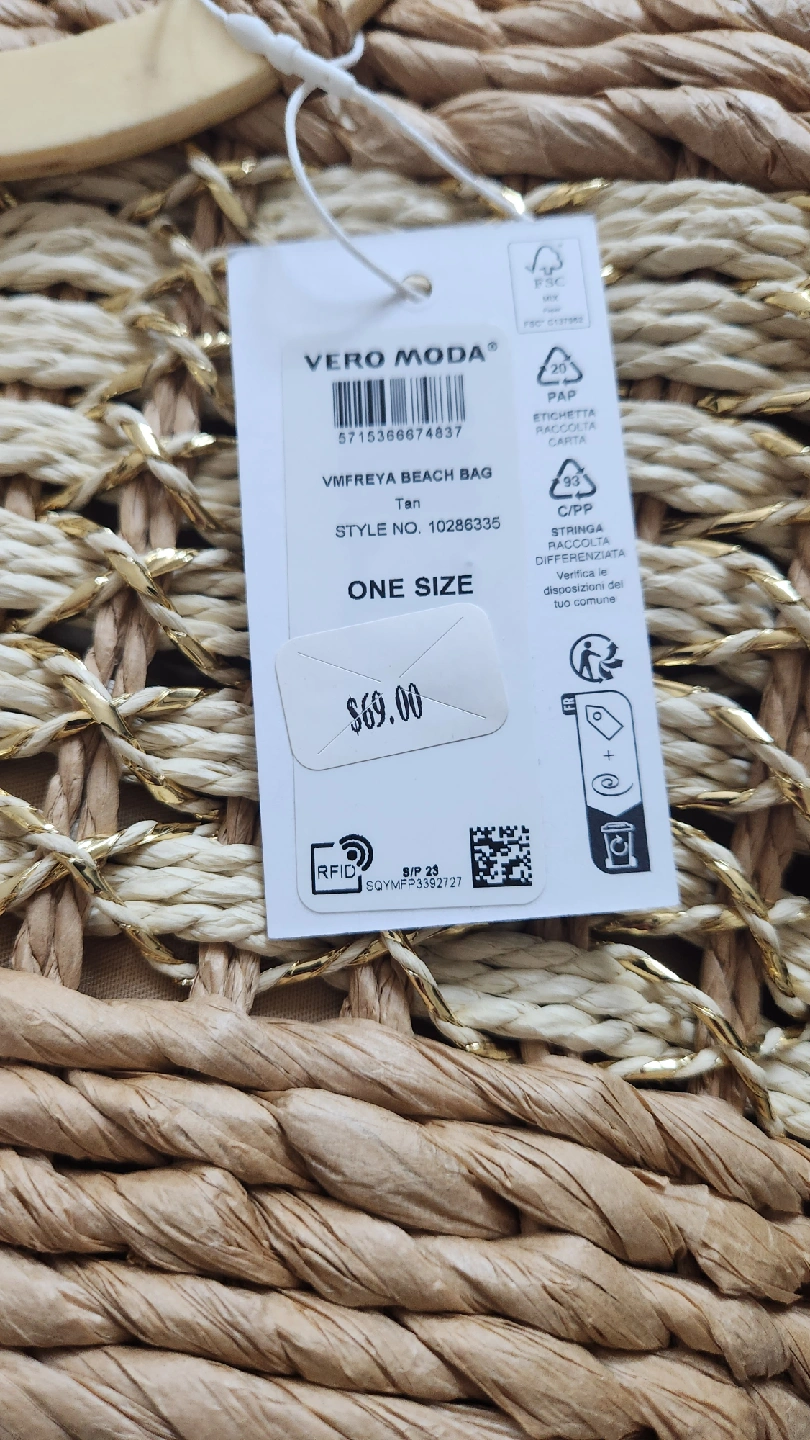 VERO MODA®
5715366674837
VMFREYA BEACH BAG
Tan
STYLE NO. 10286335
ONE SIZE
$69.00
RFID
S/P 23
SQYMFP3392727
FSC
MIX
20
PAP
ETICHETTA
RACCOLTA
CARTA
93
C/PP
STRINGA
RACCOLTA
DIFFERENZIATA
Verifica le
disposizioni del
tuo comune
FR
+